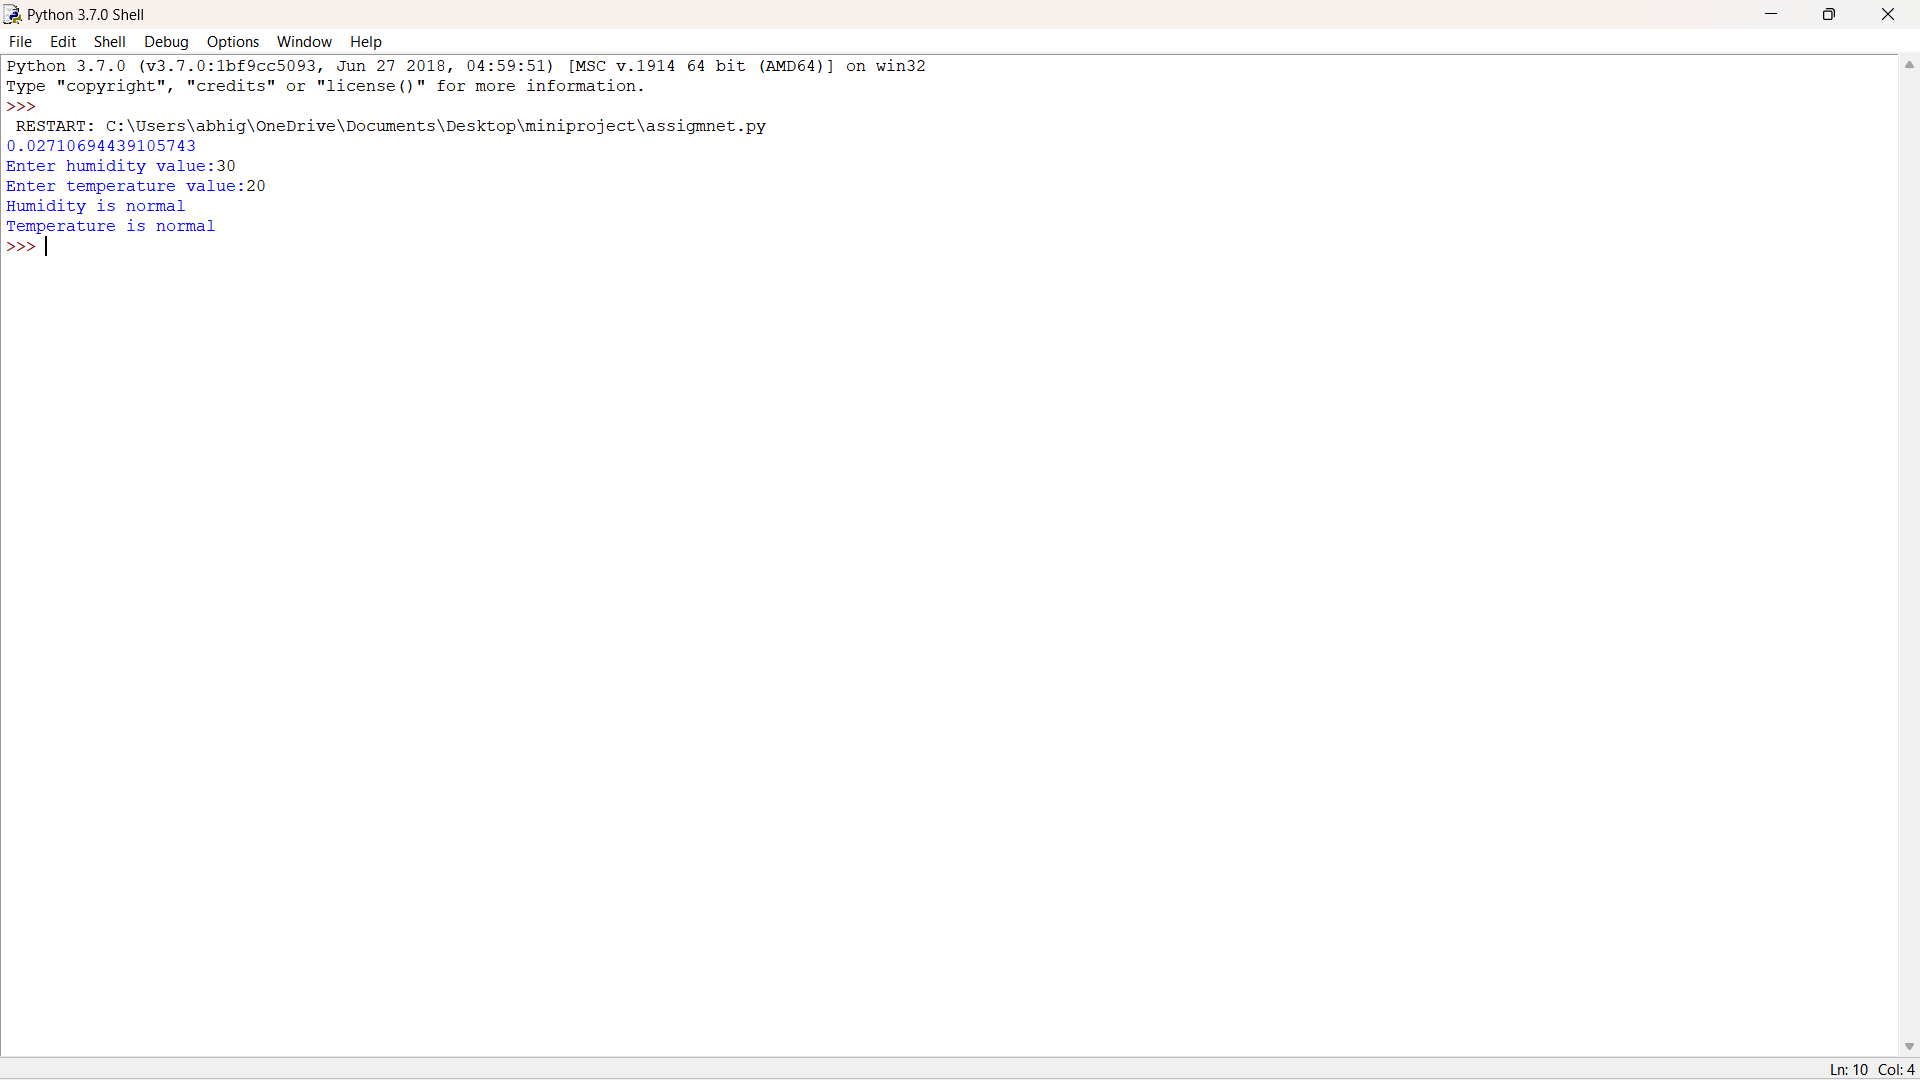 Python 3.7.0 Shell
File Edit Shell Debug Options Window Help
Python 3.7.0 (v3.7.0:1bf9cc5093, Jun 27 2018, 04:59:51) [MSC v.1914 64 bit (AMD64)] on win32
Type "copyright", "credits" or "license()" for more information.
>>>
 RESTART: C:\Users\abhig\OneDrive\Documents\Desktop\miniproject\assigmnet.py
0.02710694439105743
Enter humidity value:30
Enter temperature value:20
Humidity is normal
Temperature is normal
>>>
Ln: 10 Col: 4